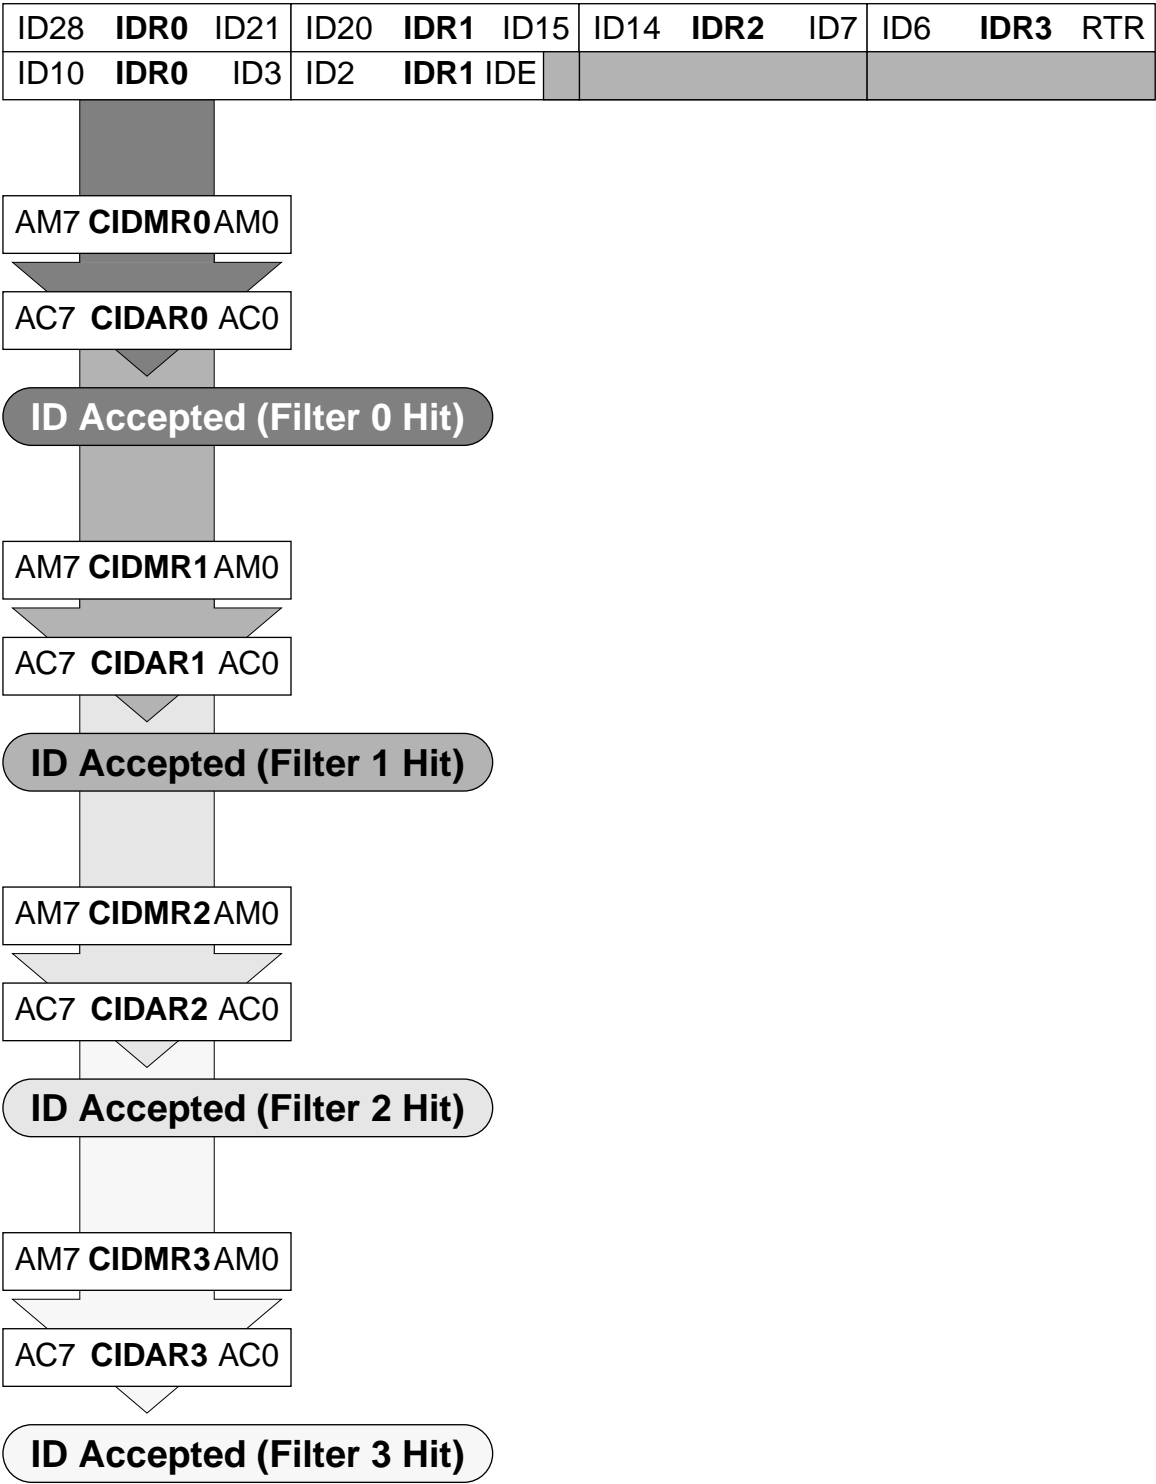 ID28 IDR0 ID21 ID20 IDR1 ID15 ID14 IDR2 ID7 ID6 IDR3 RTR
ID10 IDR0 ID3 ID2 IDR1 IDE
AM7 CIDMR0 AM0
AC7 CIDAR0 AC0
ID Accepted (Filter 0 Hit)
AM7 CIDMR1 AM0
AC7 CIDAR1 AC0
ID Accepted (Filter 1 Hit)
AM7 CIDMR2 AM0
AC7 CIDAR2 AC0
ID Accepted (Filter 2 Hit)
AM7 CIDMR3 AM0
AC7 CIDAR3 AC0
ID Accepted (Filter 3 Hit)